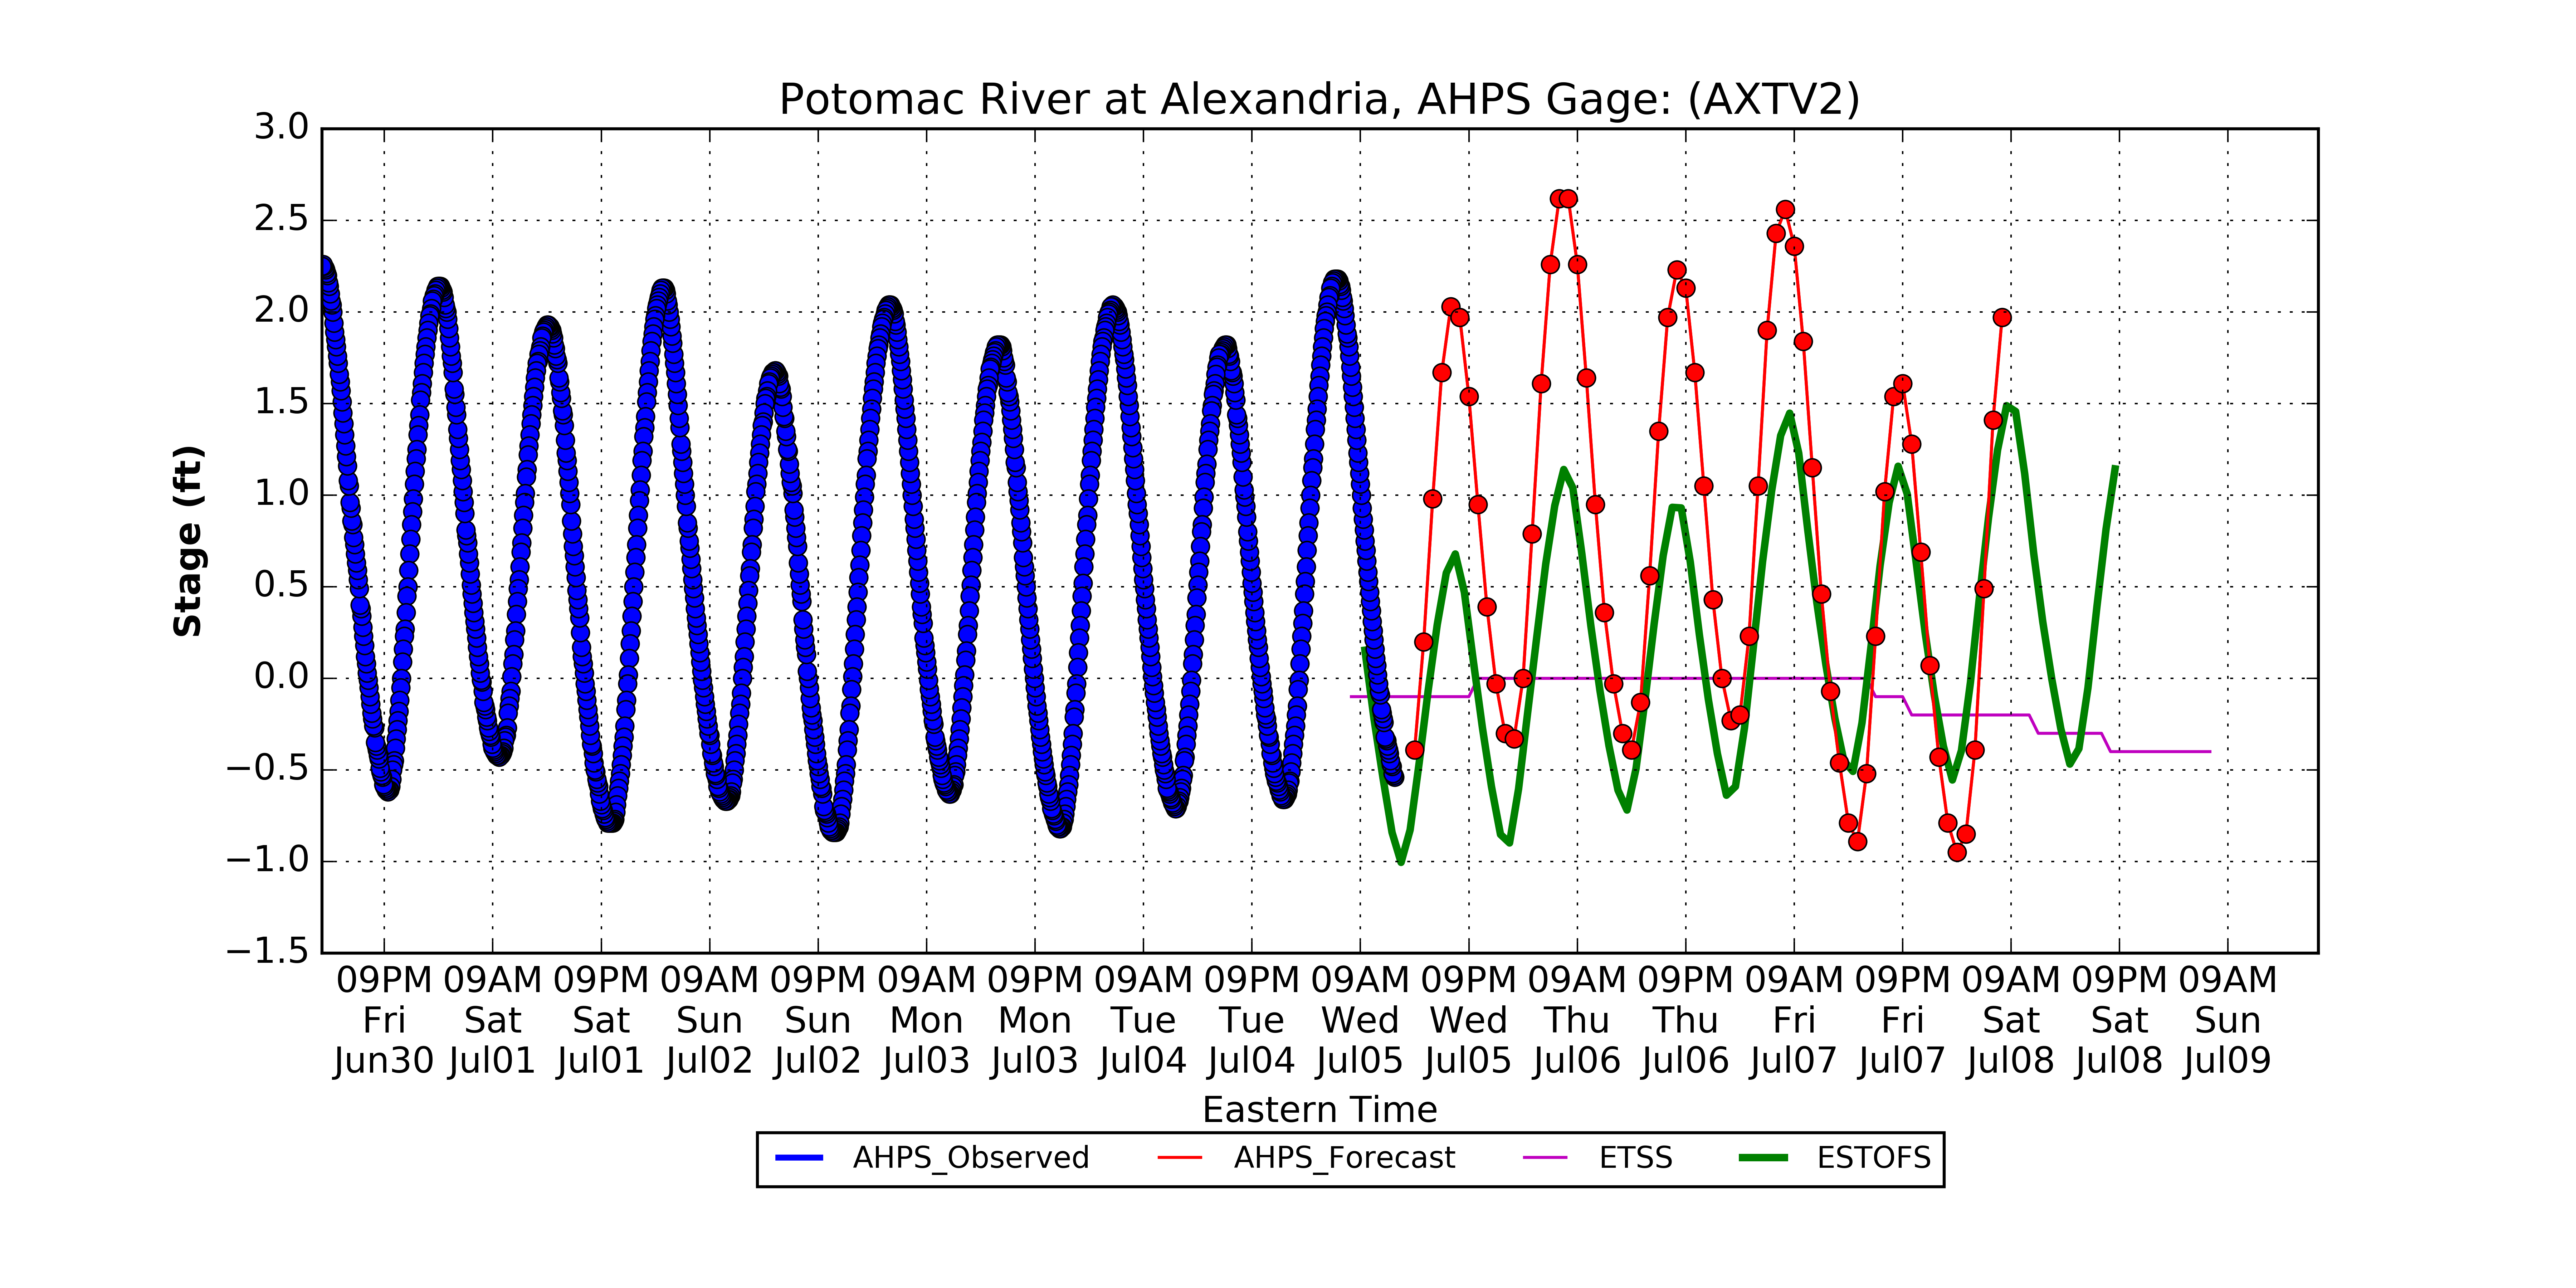 Potomac River at Alexandria, AHPS Gage: (AXTV2)
3.0
2.5
2.0
1.5
1.0
0.5
0.0
−0.5
−1.0
−1.5
Stage (ft)
09PM 09AM 09PM 09AM 09PM 09AM 09PM 09AM 09PM 09AM 09PM 09AM 09PM 09AM 09PM 09AM 09PM 09AM
Fri Sat Sat Sun Sun Mon Mon Tue Tue Wed Wed Thu Thu Fri Fri Sat Sat Sun
Jun30 Jul01 Jul01 Jul02 Jul02 Jul03 Jul03 Jul04 Jul04 Jul05 Jul05 Jul06 Jul06 Jul07 Jul07 Jul08 Jul08 Jul09
Eastern Time
AHPS_Observed AHPS_Forecast ETSS ESTOFS